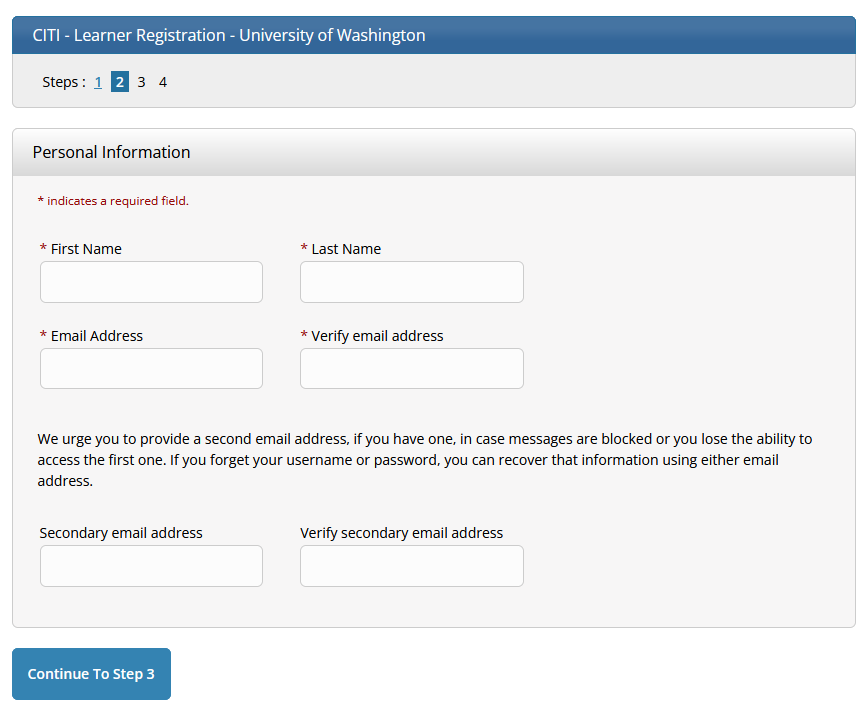 CITI - Learner Registration - University of Washington
Steps : 1 2 3 4
Personal Information
* indicates a required field.
* First Name * Last Name
* Email Address * Verify email address
We urge you to provide a second email address, if you have one, in case messages are blocked or you lose the ability to
access the first one. If you forget your username or password, you can recover that information using either email
address.
Secondary email address Verify secondary email address
Continue To Step 3